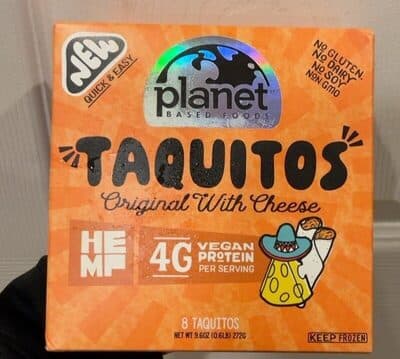 NEW
QUICK & EASY
NO GLUTEN.
NO DAIRY
NO SOY
NON GMO
planet
BASED FOODS
TAQUITOS
Original With Cheese
HE
MP
4G
VEGAN
PROTEIN
PER SERVING
8 TAQUITOS
NET WT 9.6OZ (0.6LB) 272G
KEEP FROZEN